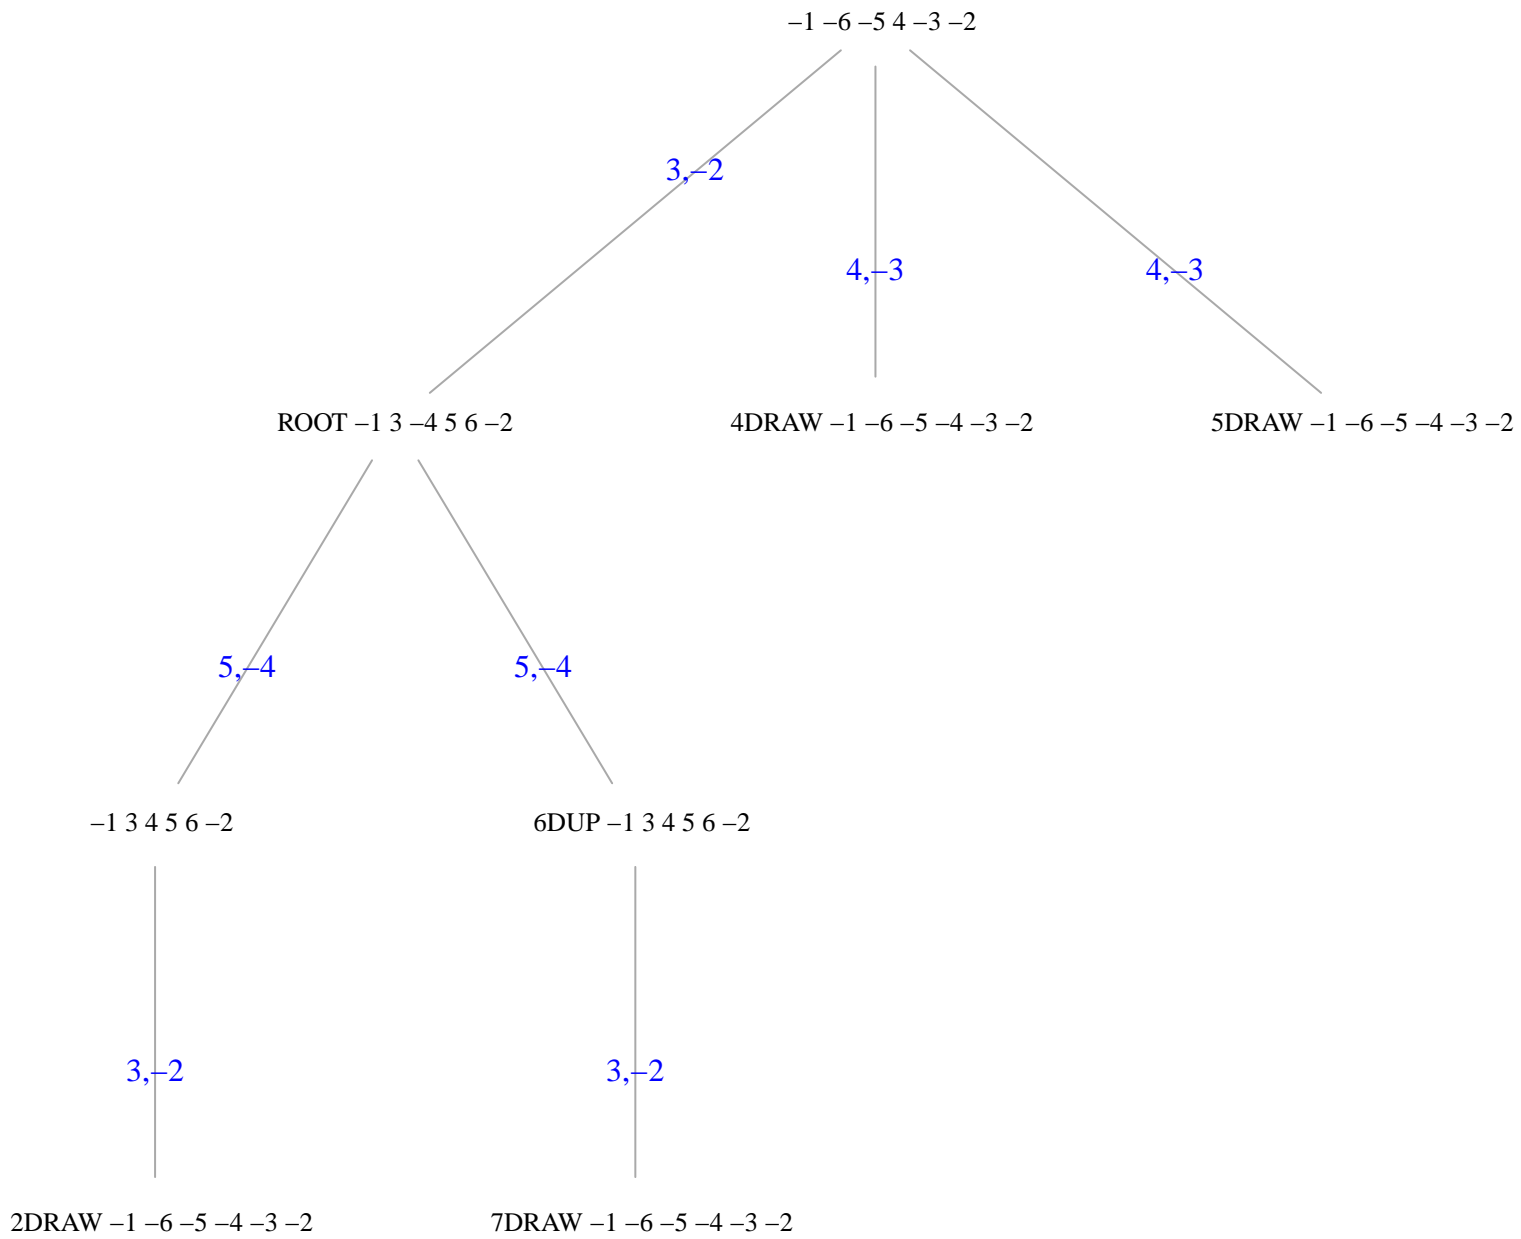 –1 –6 –5 4 –3 –2
3,–2
4,–3
4,–3
ROOT –1 3 –4 5 6 –2
4DRAW –1 –6 –5 –4 –3 –2
5DRAW –1 –6 –5 –4 –3 –2
5,–4
5,–4
–1 3 4 5 6 –2
6DUP –1 3 4 5 6 –2
3,–2
3,–2
2DRAW –1 –6 –5 –4 –3 –2
7DRAW –1 –6 –5 –4 –3 –2